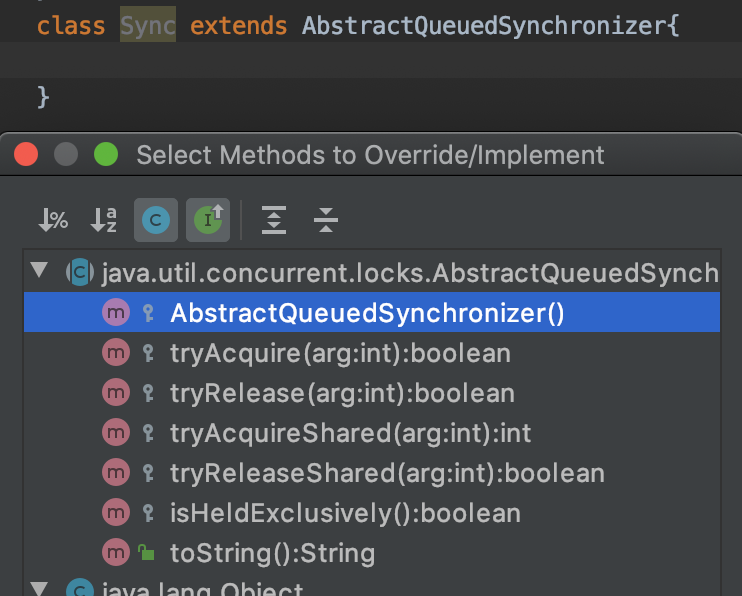 class Sync extends AbstractQueuedSynchronizer{
}
Select Methods to Override/Implement
java.util.concurrent.locks.AbstractQueuedSynch
AbstractQueuedSynchronizer()
tryAcquire(arg:int):boolean
tryRelease(arg:int):boolean
tryAcquireShared(arg:int):int
tryReleaseShared(arg:int):boolean
isHeldExclusively():boolean
toString():String
java.lang.Object